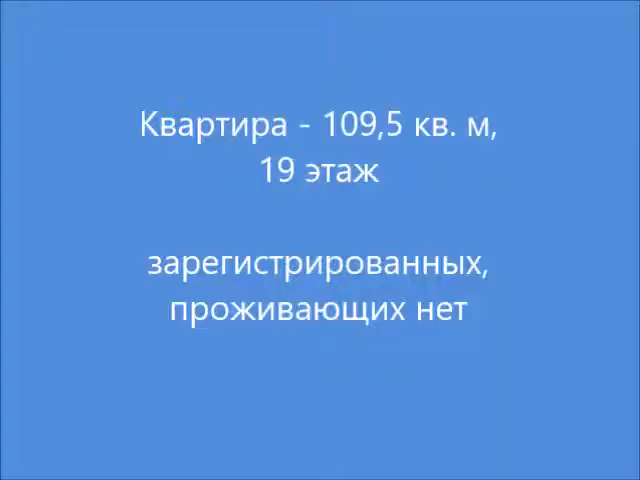 Квартира - 109,5 кв. м,
19 этаж
зарегистрированных,
проживающих нет